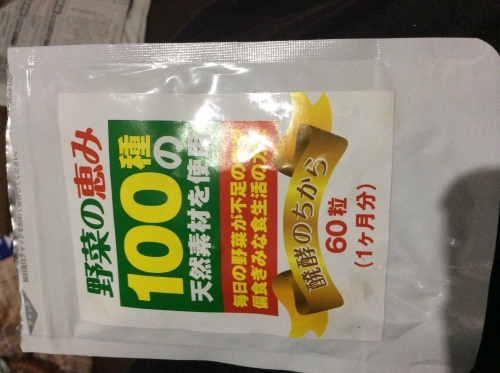 野菜の恵み
100種の
天然素材を使用
毎日の野菜が不足の
偏食ぎみな食生活の
醗酵のちから
60粒
(1ヶ月分)